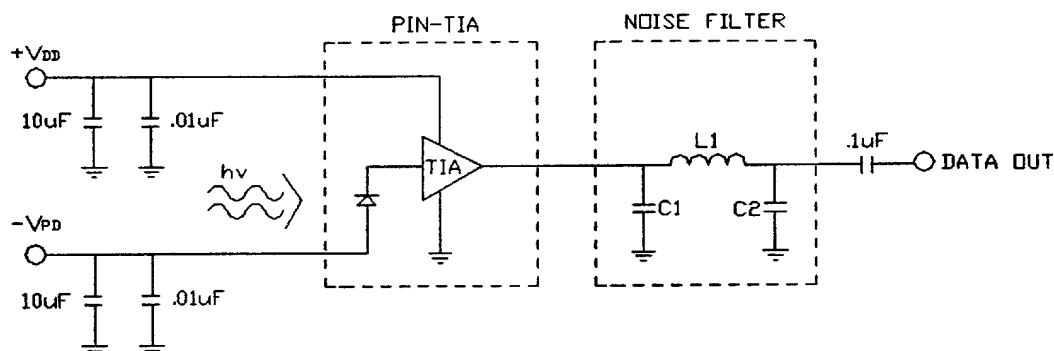 PIN-TIA
NOISE FILTER
+VDD
10uF
.01uF
hv
TIA
L1
.1uF
DATA OUT
C1
C2
-VPD
10uF
.01uF